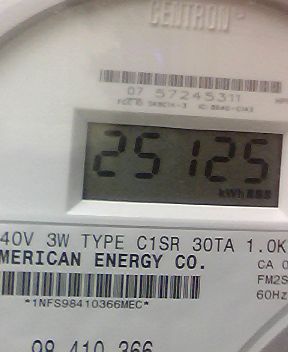 CENTRON
07 57245311
25125
kWh
40V 3W TYPE C1SR 30TA 1.0K
MERICAN ENERGY CO.
CA 0
FM2S
60Hz
*1NFS98410366MEC*
98 410 366